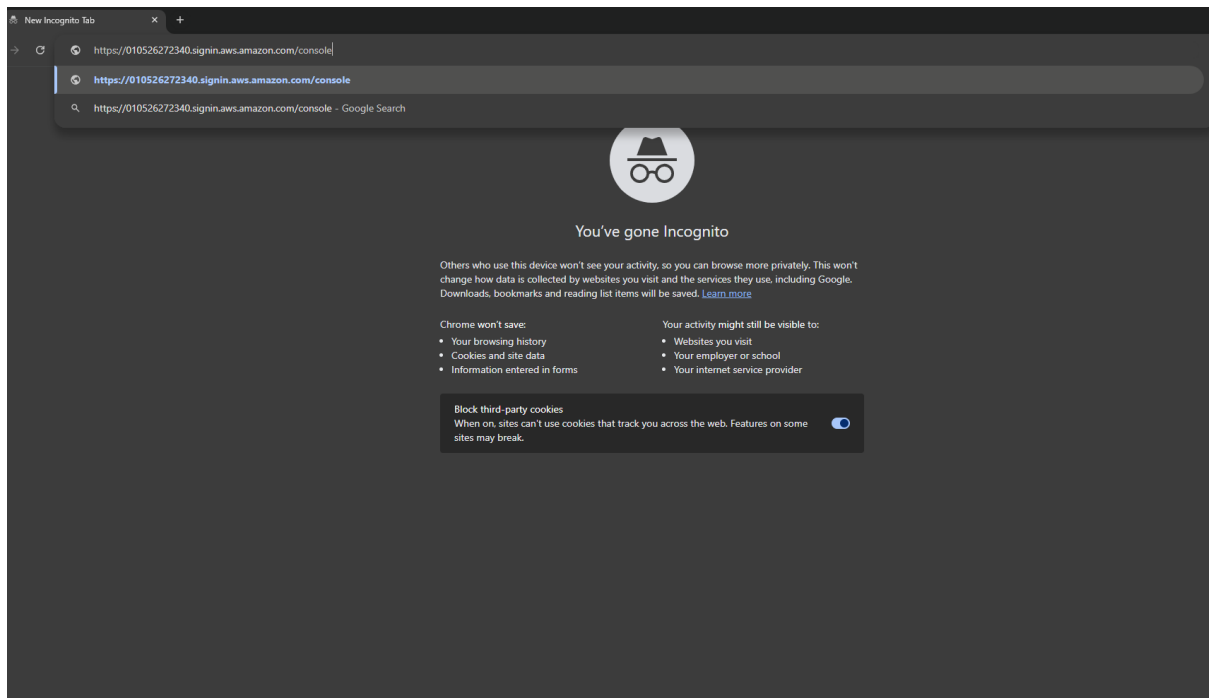 New Incognito Tab
https://010526272340.signin.aws.amazon.com/console
https://010526272340.signin.aws.amazon.com/console
https://010526272340.signin.aws.amazon.com/console - Google Search
You've gone Incognito
Others who use this device won't see your activity, so you can browse more privately. This won't
change how data is collected by websites you visit and the services they use, including Google.
Downloads, bookmarks and reading list items will be saved. Learn more
Chrome won't save:
• Your browsing history
• Cookies and site data
• Information entered in forms
Your activity might still be visible to:
• Websites you visit
• Your employer or school
• Your internet service provider
Block third-party cookies
When on, sites can't use cookies that track you across the web. Features on some
sites may break.